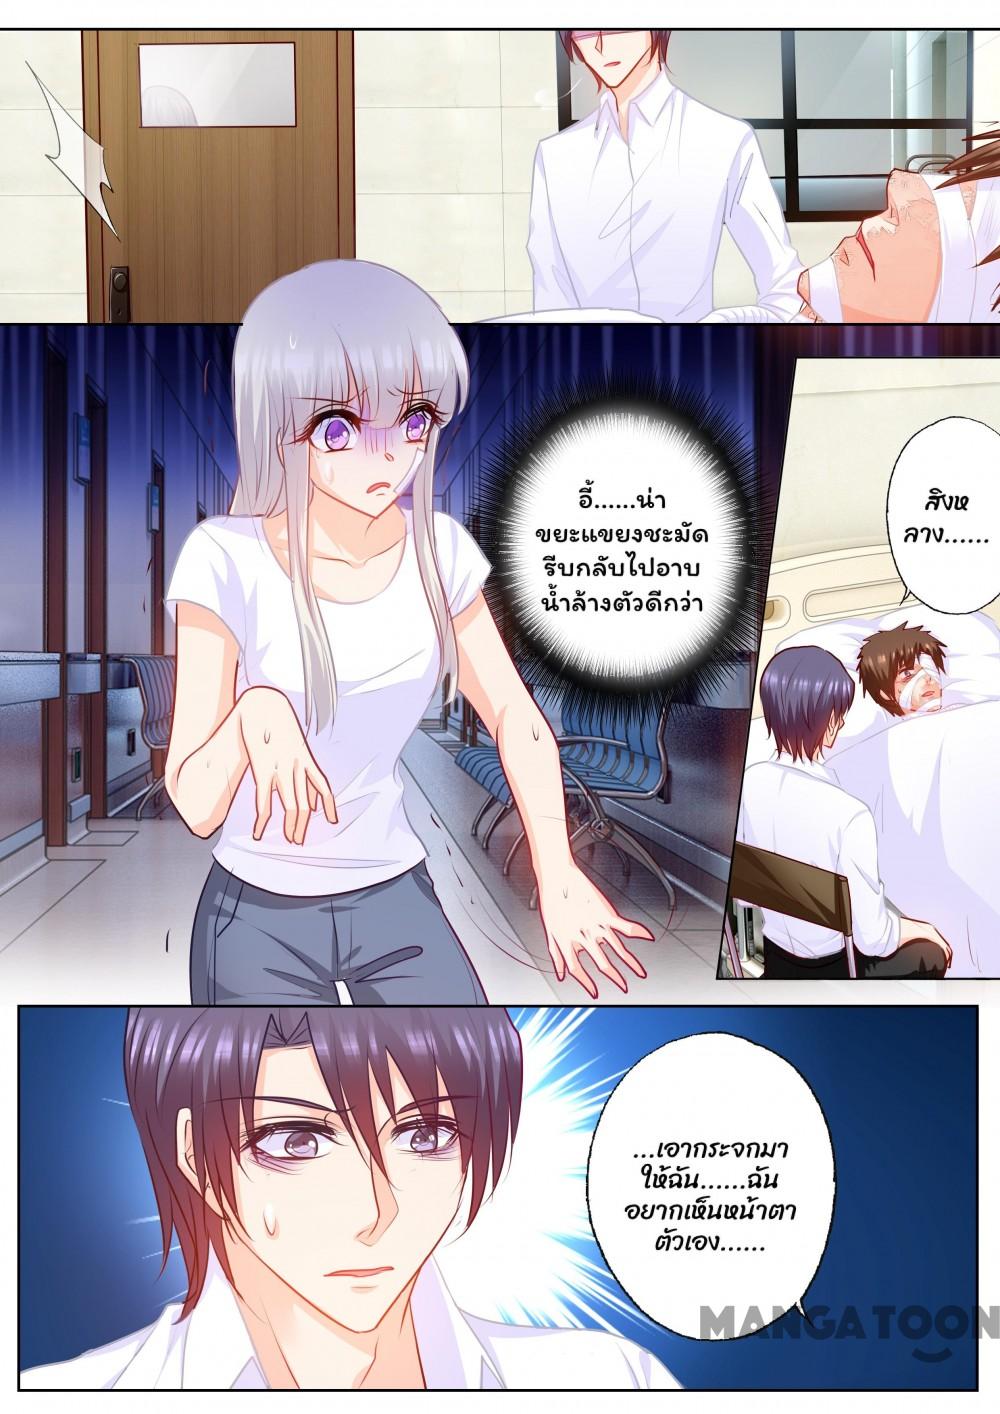 อี้......น่า
ขยะแขยงชะมัด
รีบกลับไปอาบ
น้ำล้างตัวดีกว่า
สิงห
ลาง......
...เอากระจกมา
ให้ฉัน......ฉัน
อยากเห็นหน้าตา
ตัวเอง......
MANGATOON